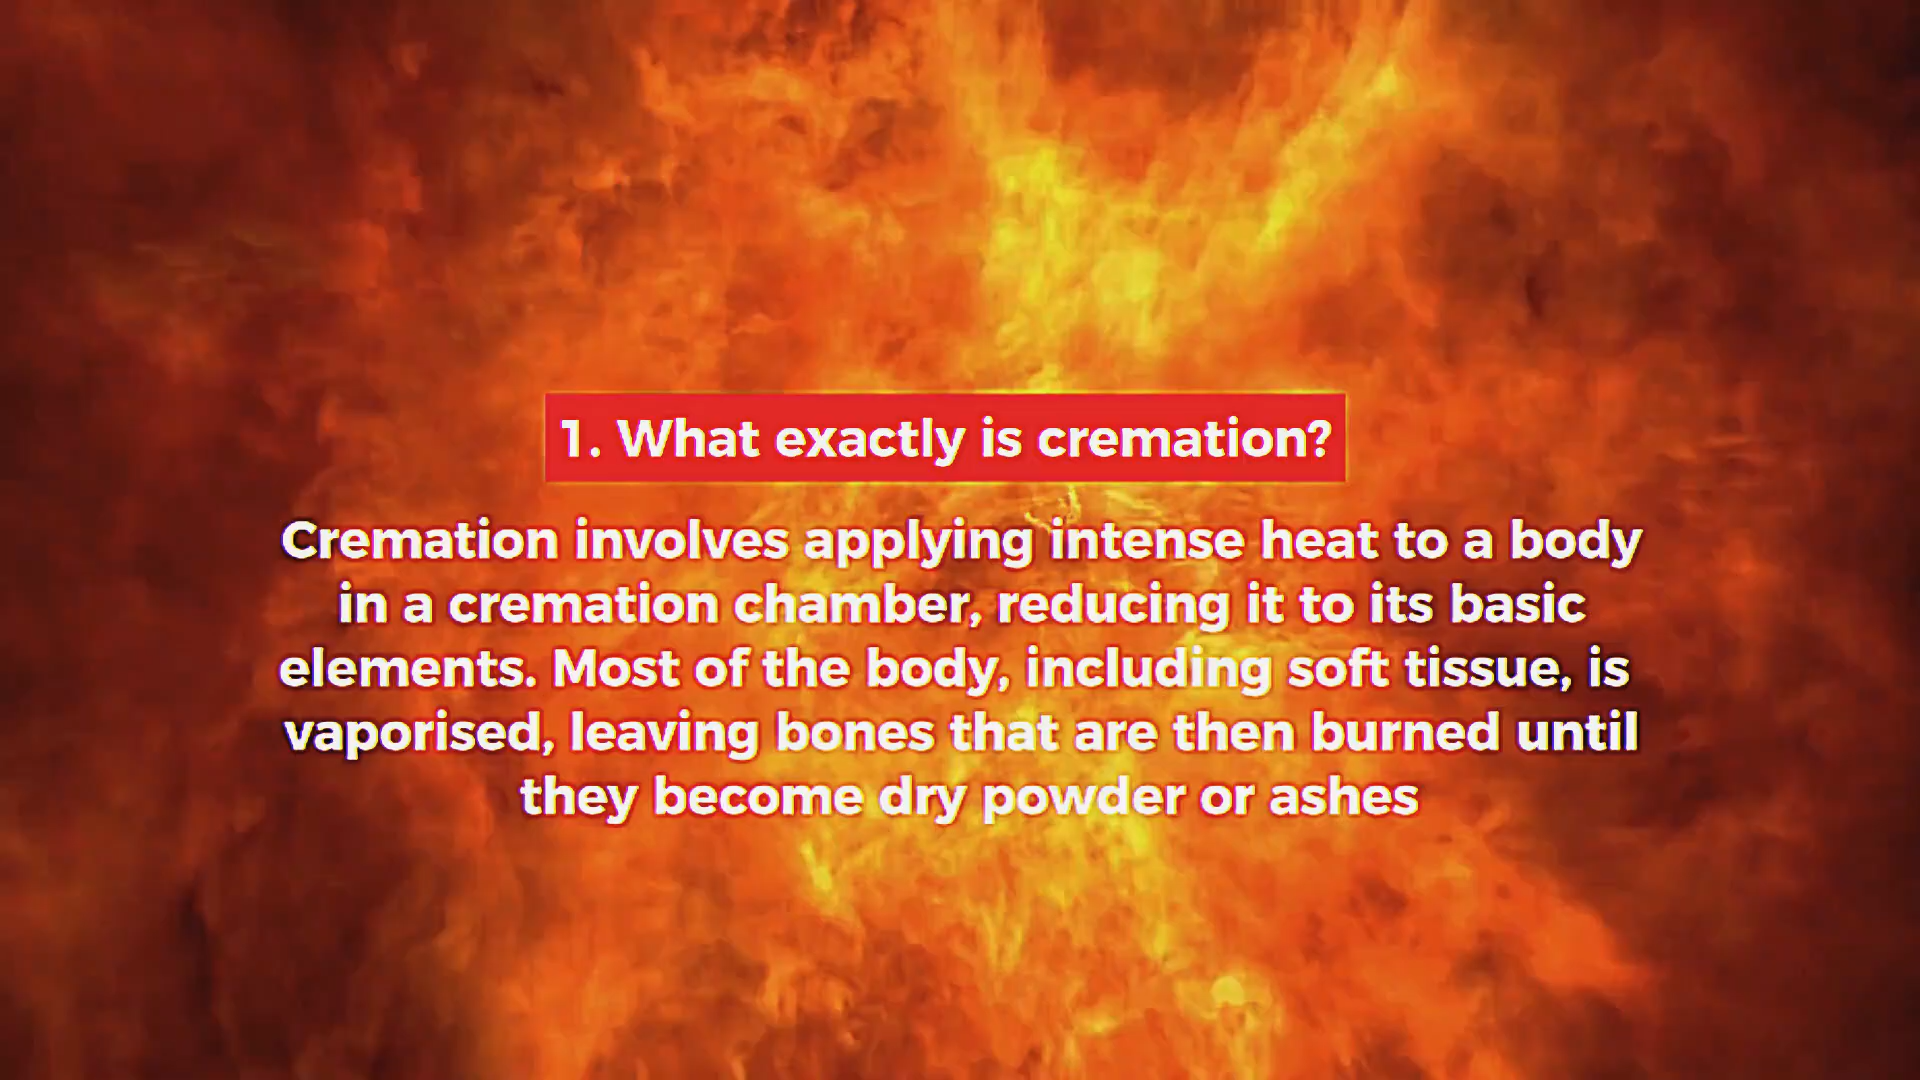 1. What exactly is cremation?
Cremation involves applying intense heat to a body
in a cremation chamber, reducing it to its basic
elements. Most of the body, including soft tissue, is
vaporised, leaving bones that are then burned until
they become dry powder or ashes